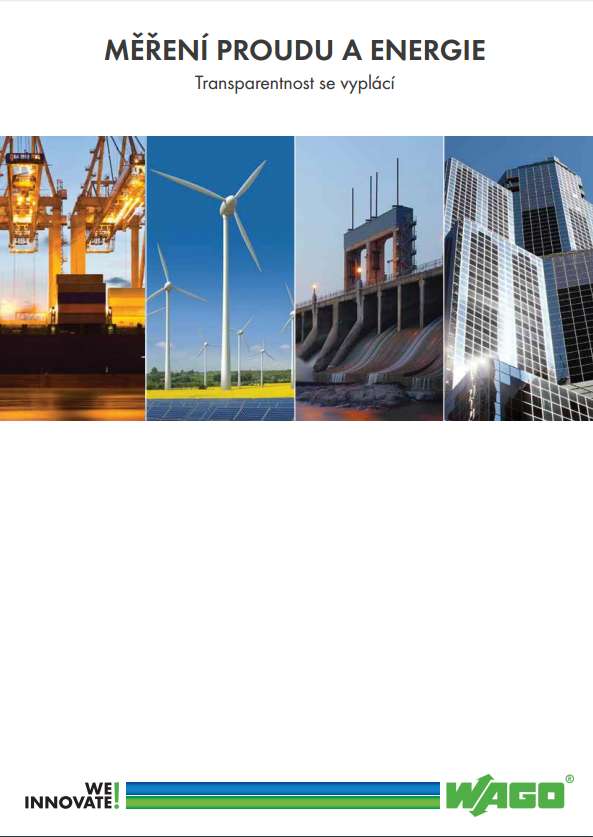 MĚŘENÍ PROUDU A ENERGIE
Transparentnost se vyplácí
WE
INNOVATE!
WAGO®